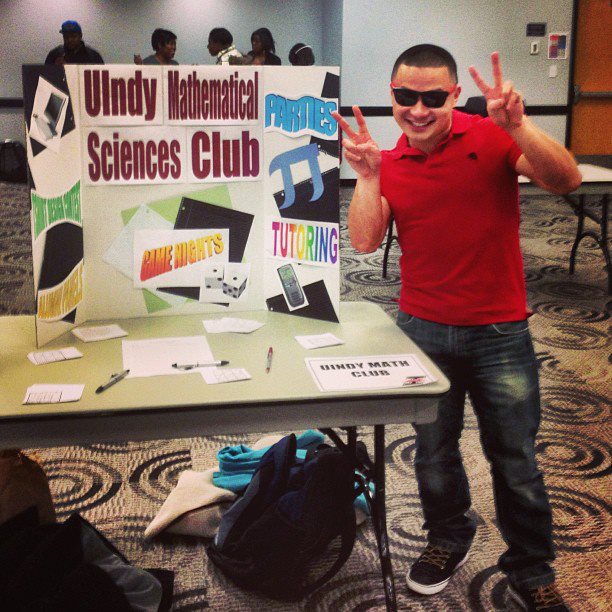 UIndy Mathematical
Sciences Club
PARTIES
π
GAME NIGHTS
TUTORING
UINDY MATH
CLUB